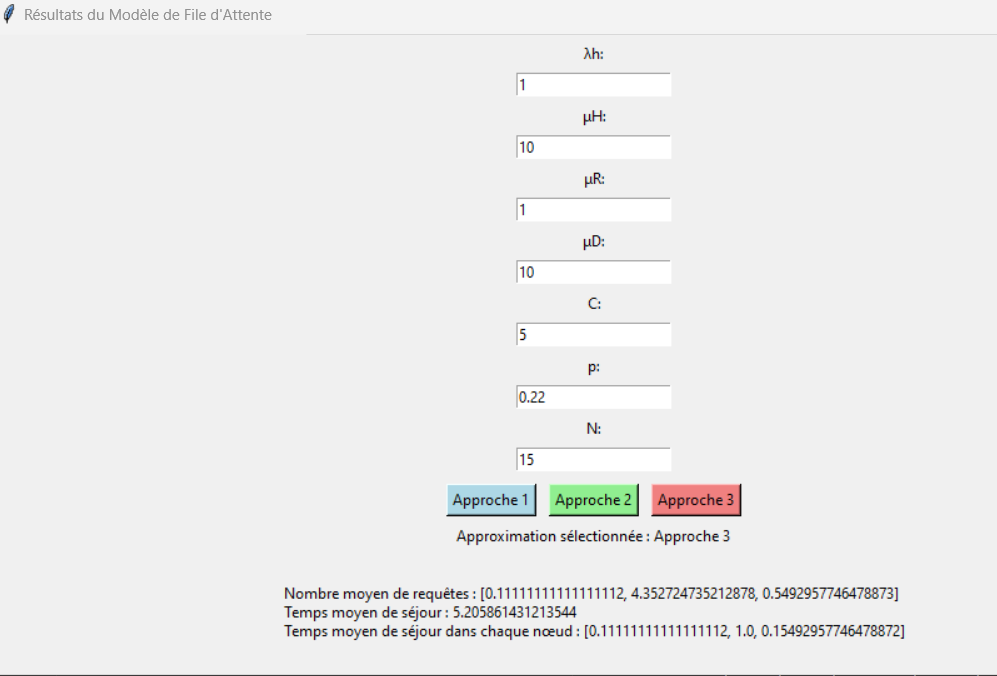 Résultats du Modèle de File d'Attente
λh:
1
μH:
10
μR:
1
μD:
10
C:
5
p:
0.22
N:
15
Approche 1 Approche 2 Approche 3
Approximation sélectionnée : Approche 3
Nombre moyen de requêtes : [0.11111111111111112, 4.352724735212878, 0.5492957746478873]
Temps moyen de séjour : 5.205861431213544
Temps moyen de séjour dans chaque nœud : [0.11111111111111112, 1.0, 0.15492957746478872]